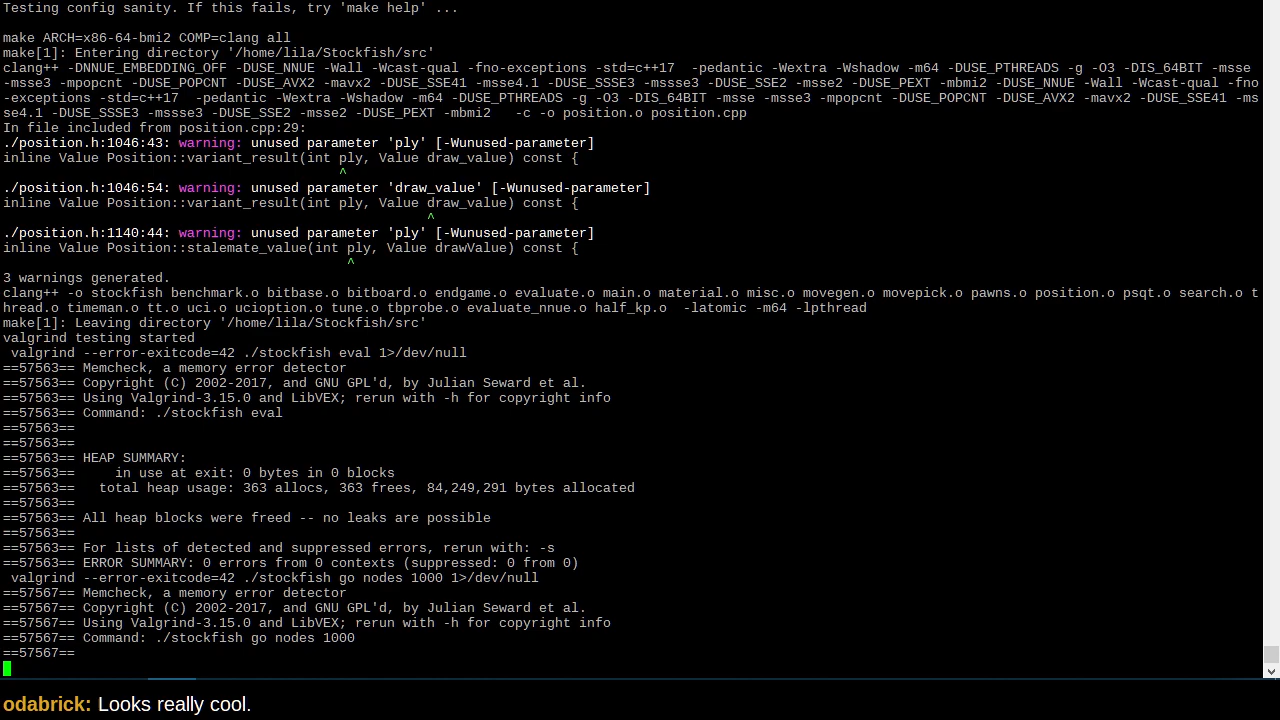 Testing config sanity. If this fails, try 'make help' ...
make ARCH=x86-64-bmi2 COMP=clang all
make[1]: Entering directory '/home/lila/Stockfish/src'
clang++ -DNNUE_EMBEDDING_OFF -DUSE_NNUE -Wall -Wcast-qual -fno-exceptions -std=c++17  -pedantic -Wextra -Wshadow -m64 -DUSE_PTHREADS -g -O3 -DIS_64BIT -msse
-msse3 -mpopcnt -DUSE_POPCNT -DUSE_AVX2 -mavx2 -DUSE_SSE41 -msse4.1 -DUSE_SSSE3 -mssse3 -DUSE_SSE2 -msse2 -DUSE_PEXT -mbmi2 -DUSE_NNUE -Wall -Wcast-qual -fno
-exceptions -std=c++17  -pedantic -Wextra -Wshadow -m64 -DUSE_PTHREADS -g -O3 -DIS_64BIT -msse -msse3 -mpopcnt -DUSE_POPCNT -DUSE_AVX2 -mavx2 -DUSE_SSE41 -ms
se4.1 -DUSE_SSSE3 -mssse3 -DUSE_SSE2 -msse2 -DUSE_PEXT -mbmi2   -c -o position.o position.cpp
In file included from position.cpp:29:
./position.h:1046:43: warning: unused parameter 'ply' [-Wunused-parameter]
inline Value Position::variant_result(int ply, Value draw_value) const {
^
./position.h:1046:54: warning: unused parameter 'draw_value' [-Wunused-parameter]
inline Value Position::variant_result(int ply, Value draw_value) const {
^
./position.h:1140:44: warning: unused parameter 'ply' [-Wunused-parameter]
inline Value Position::stalemate_value(int ply, Value drawValue) const {
^
3 warnings generated.
clang++ -o stockfish benchmark.o bitbase.o bitboard.o endgame.o evaluate.o main.o material.o misc.o movegen.o movepick.o pawns.o position.o psqt.o search.o t
hread.o timeman.o tt.o uci.o ucioption.o tune.o tbprobe.o evaluate_nnue.o half_kp.o  -latomic -m64 -lpthread
make[1]: Leaving directory '/home/lila/Stockfish/src'
valgrind testing started
valgrind --error-exitcode=42 ./stockfish eval 1>/dev/null
==57563== Memcheck, a memory error detector
==57563== Copyright (C) 2002-2017, and GNU GPL'd, by Julian Seward et al.
==57563== Using Valgrind-3.15.0 and LibVEX; rerun with -h for copyright info
==57563== Command: ./stockfish eval
==57563==
==57563==
==57563== HEAP SUMMARY:
==57563==     in use at exit: 0 bytes in 0 blocks
==57563==   total heap usage: 363 allocs, 363 frees, 84,249,291 bytes allocated
==57563==
==57563== All heap blocks were freed -- no leaks are possible
==57563==
==57563== For lists of detected and suppressed errors, rerun with: -s
==57563== ERROR SUMMARY: 0 errors from 0 contexts (suppressed: 0 from 0)
valgrind --error-exitcode=42 ./stockfish go nodes 1000 1>/dev/null
==57567== Memcheck, a memory error detector
==57567== Copyright (C) 2002-2017, and GNU GPL'd, by Julian Seward et al.
==57567== Using Valgrind-3.15.0 and LibVEX; rerun with -h for copyright info
==57567== Command: ./stockfish go nodes 1000
==57567==
odabrick: Looks really cool.